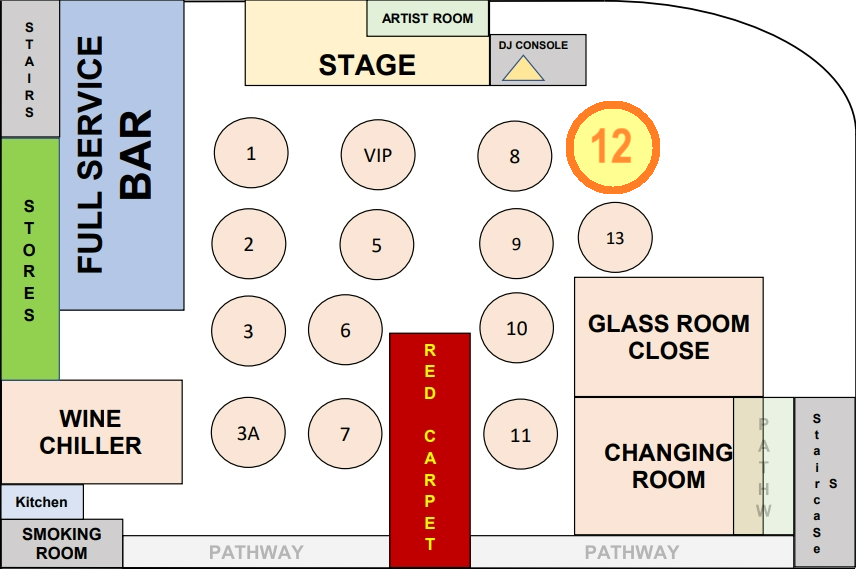 STAIRS
FULL SERVICE
BAR
STORES
ARTIST ROOM
STAGE
DJ CONSOLE
1
VIP
8
12
2
5
9
13
3
6
10
3A
7
11
RED CARPET
GLASS ROOM
CLOSE
WINE
CHILLER
CHANGING
ROOM
PATHW
StaircaSe
S
Kitchen
SMOKING
ROOM
PATHWAY
PATHWAY